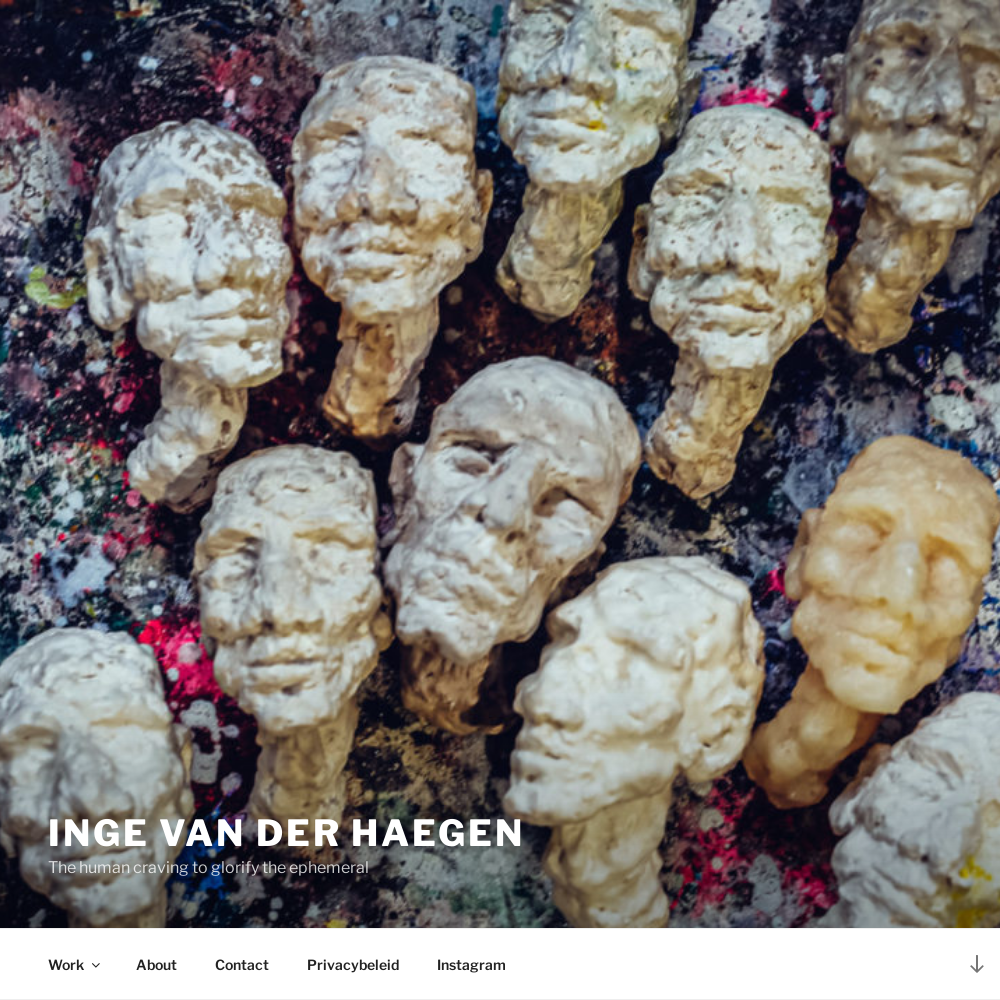 INGE VAN DER HAEGEN
The human craving to glorify the ephemeral
Work About Contact Privacybeleid Instagram